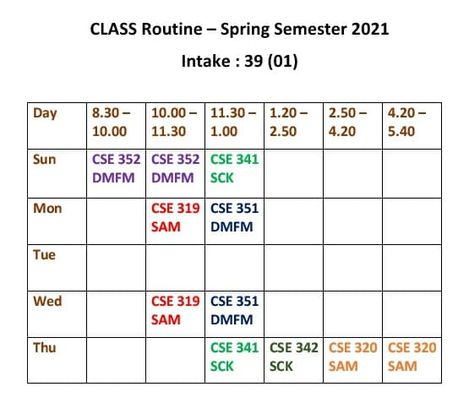 CLASS Routine – Spring Semester 2021
Intake : 39 (01)
Day 8.30 – 10.00 – 11.30 – 1.20 – 2.50 – 4.20 –
10.00 11.30 1.00 2.50 4.20 5.40
Sun CSE 352 CSE 352 CSE 341
DMFM DMFM SCK
Mon CSE 319 CSE 351
SAM DMFM
Tue
Wed CSE 319 CSE 351
SAM DMFM
Thu CSE 341 CSE 342 CSE 320 CSE 320
SCK SCK SAM SAM